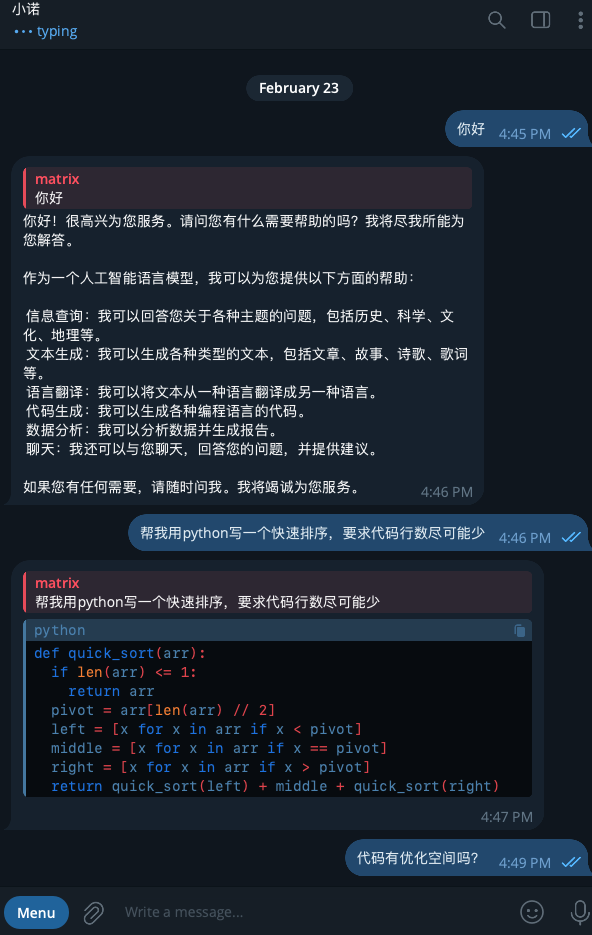 小诺
typing
February 23
你好 4:45 PM
matrix
你好
你好！很高兴为您服务。请问您有什么需要帮助的吗？我将尽我所能为
您解答。
作为一个人工智能语言模型，我可以为您提供以下方面的帮助：
信息查询：我可以回答您关于各种主题的问题，包括历史、科学、文
化、地理等。
文本生成：我可以生成各种类型的文本，包括文章、故事、诗歌、歌词
等。
语言翻译：我可以将文本从一种语言翻译成另一种语言。
代码生成：我可以生成各种编程语言的代码。
数据分析：我可以分析数据并生成报告。
聊天：我还可以与您聊天，回答您的问题，并提供建议。
如果您有任何需要，请随时问我。我将竭诚为您服务。 4:46 PM
帮我用python写一个快速排序，要求代码行数尽可能少 4:46 PM
matrix
帮我用python写一个快速排序，要求代码行数尽可能少
python
def quick_sort(arr):
  if len(arr) <= 1:
    return arr
  pivot = arr[len(arr) // 2]
  left = [x for x in arr if x < pivot]
  middle = [x for x in arr if x == pivot]
  right = [x for x in arr if x > pivot]
  return quick_sort(left) + middle + quick_sort(right)
4:47 PM
代码有优化空间吗？ 4:49 PM
Menu Write a message...